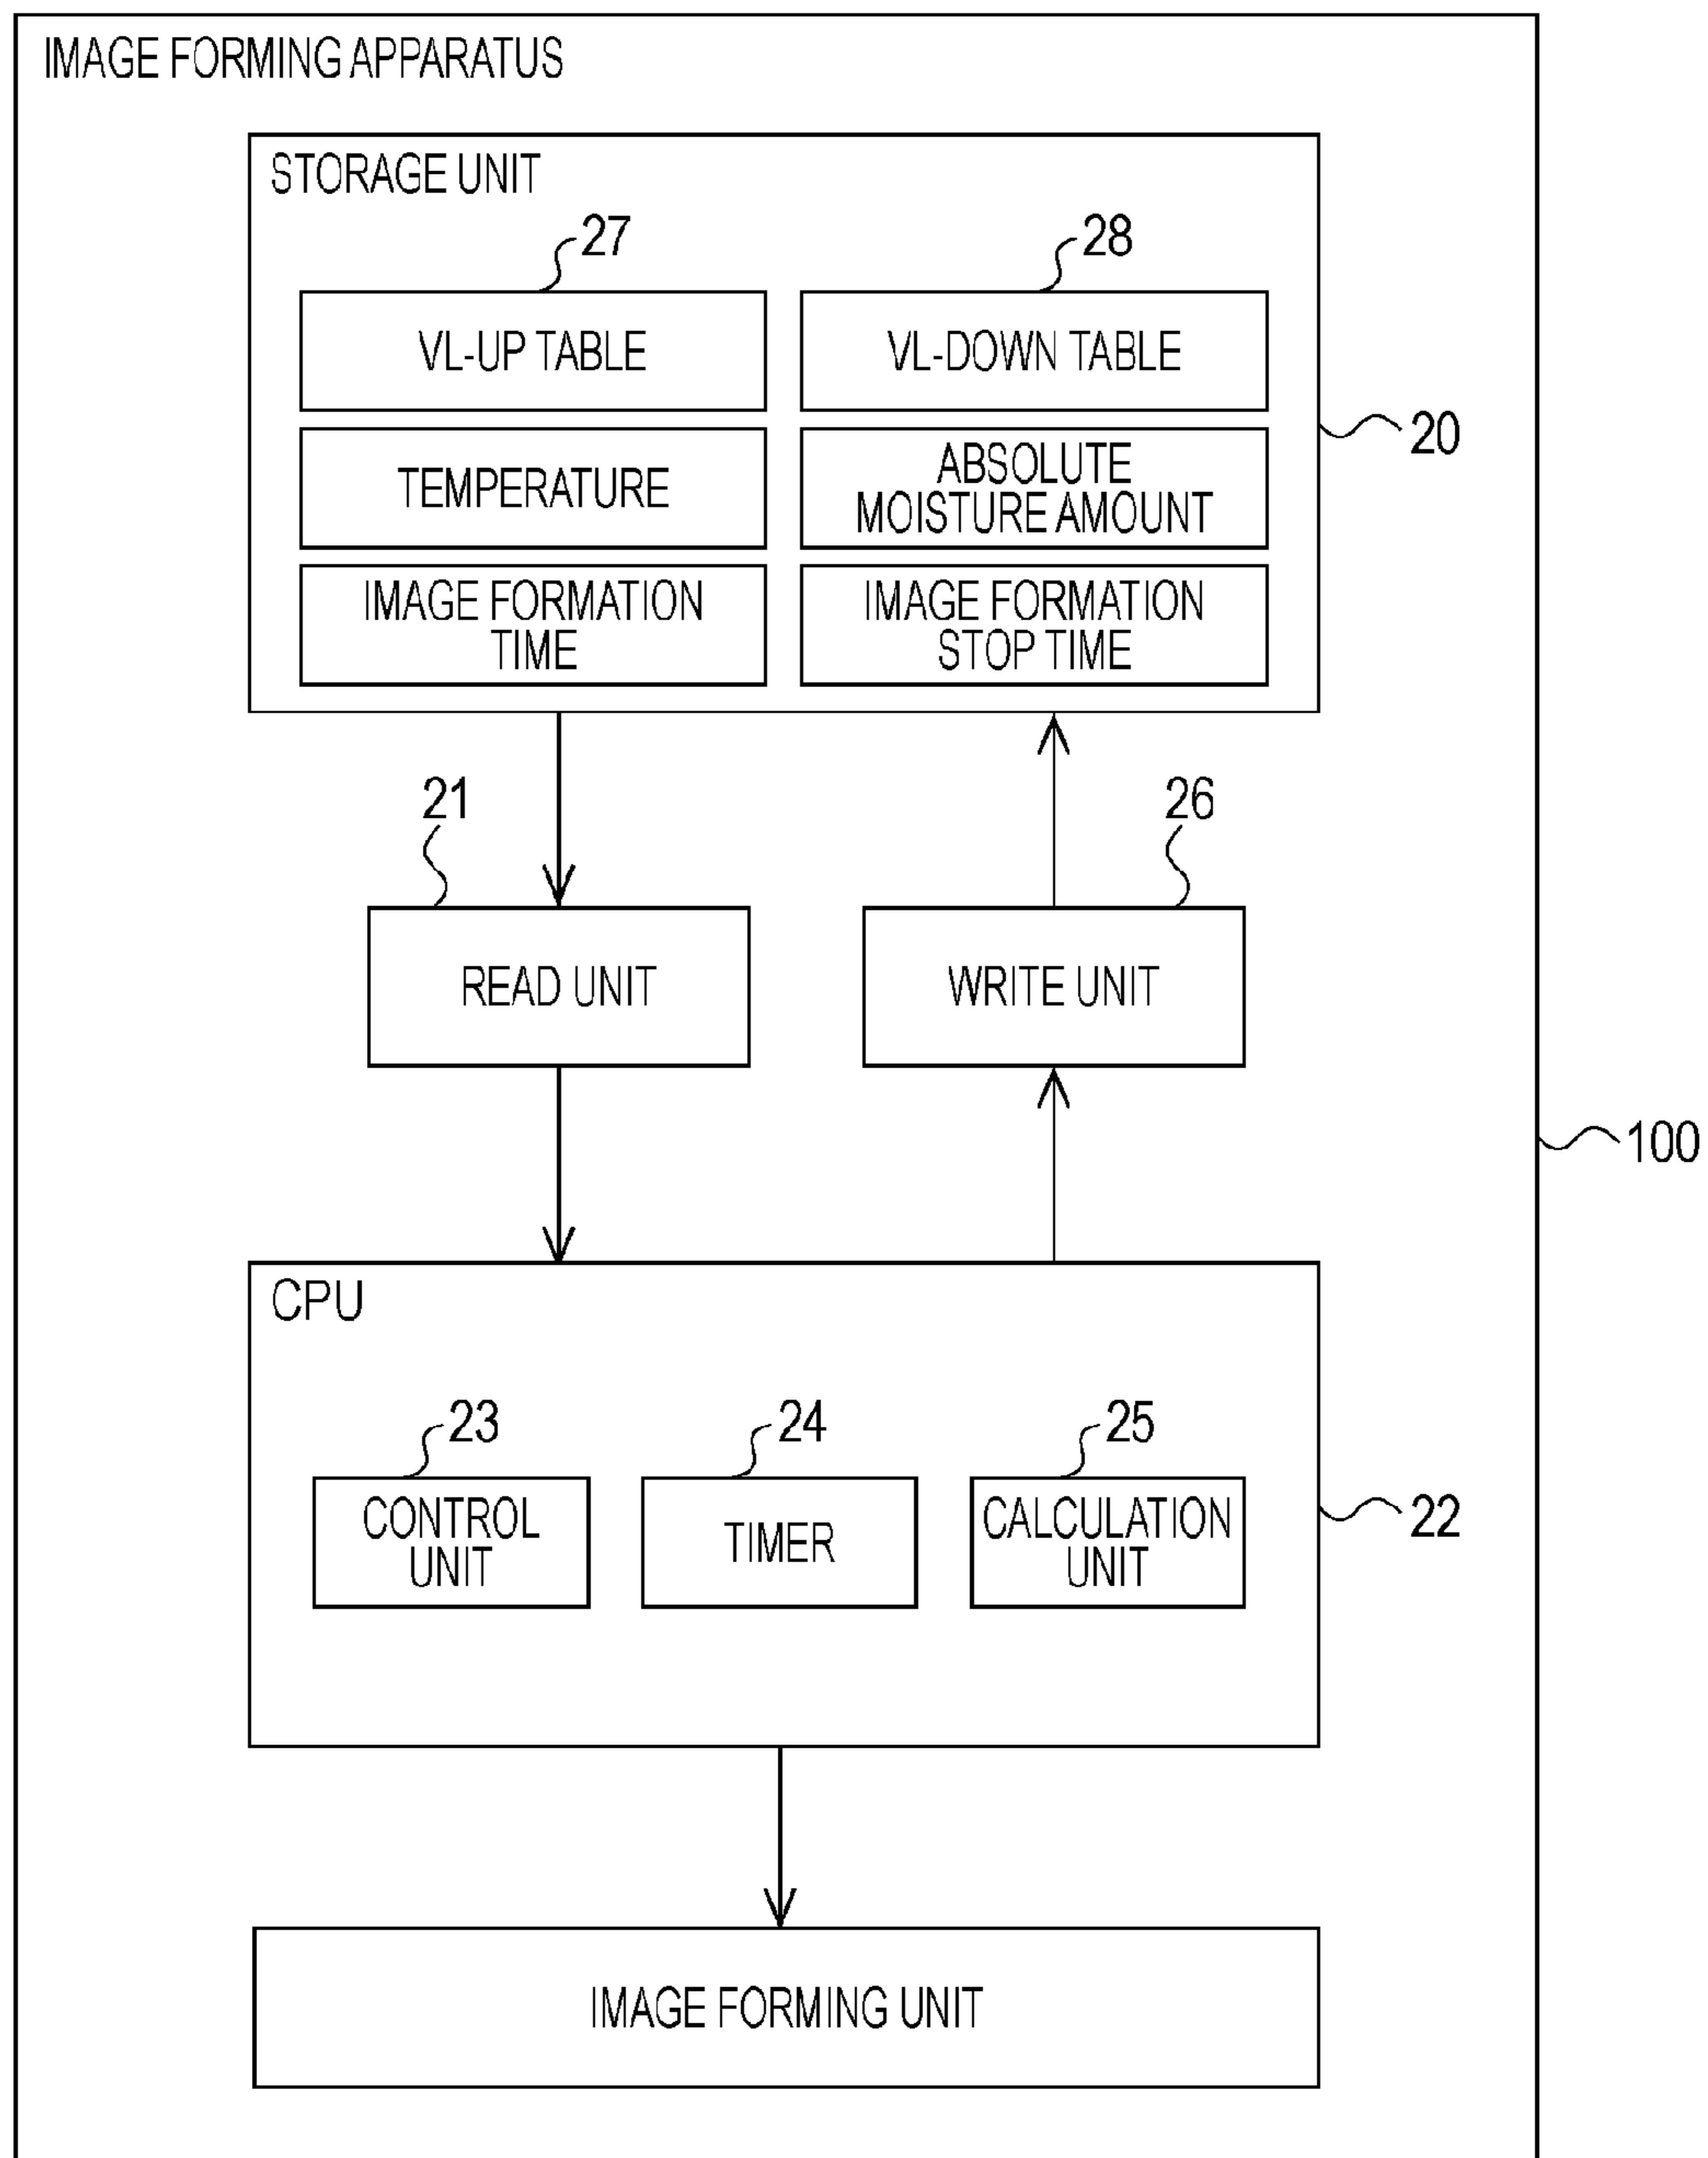 IMAGE FORMING APPARATUS
STORAGE UNIT
27
28
VL-UP TABLE
VL-DOWN TABLE
20
TEMPERATURE
ABSOLUTE
MOISTURE AMOUNT
IMAGE FORMATION
TIME
IMAGE FORMATION
STOP TIME
21
26
READ UNIT
WRITE UNIT
100
CPU
23
24
25
CONTROL
UNIT
TIMER
CALCULATION
UNIT
22
IMAGE FORMING UNIT